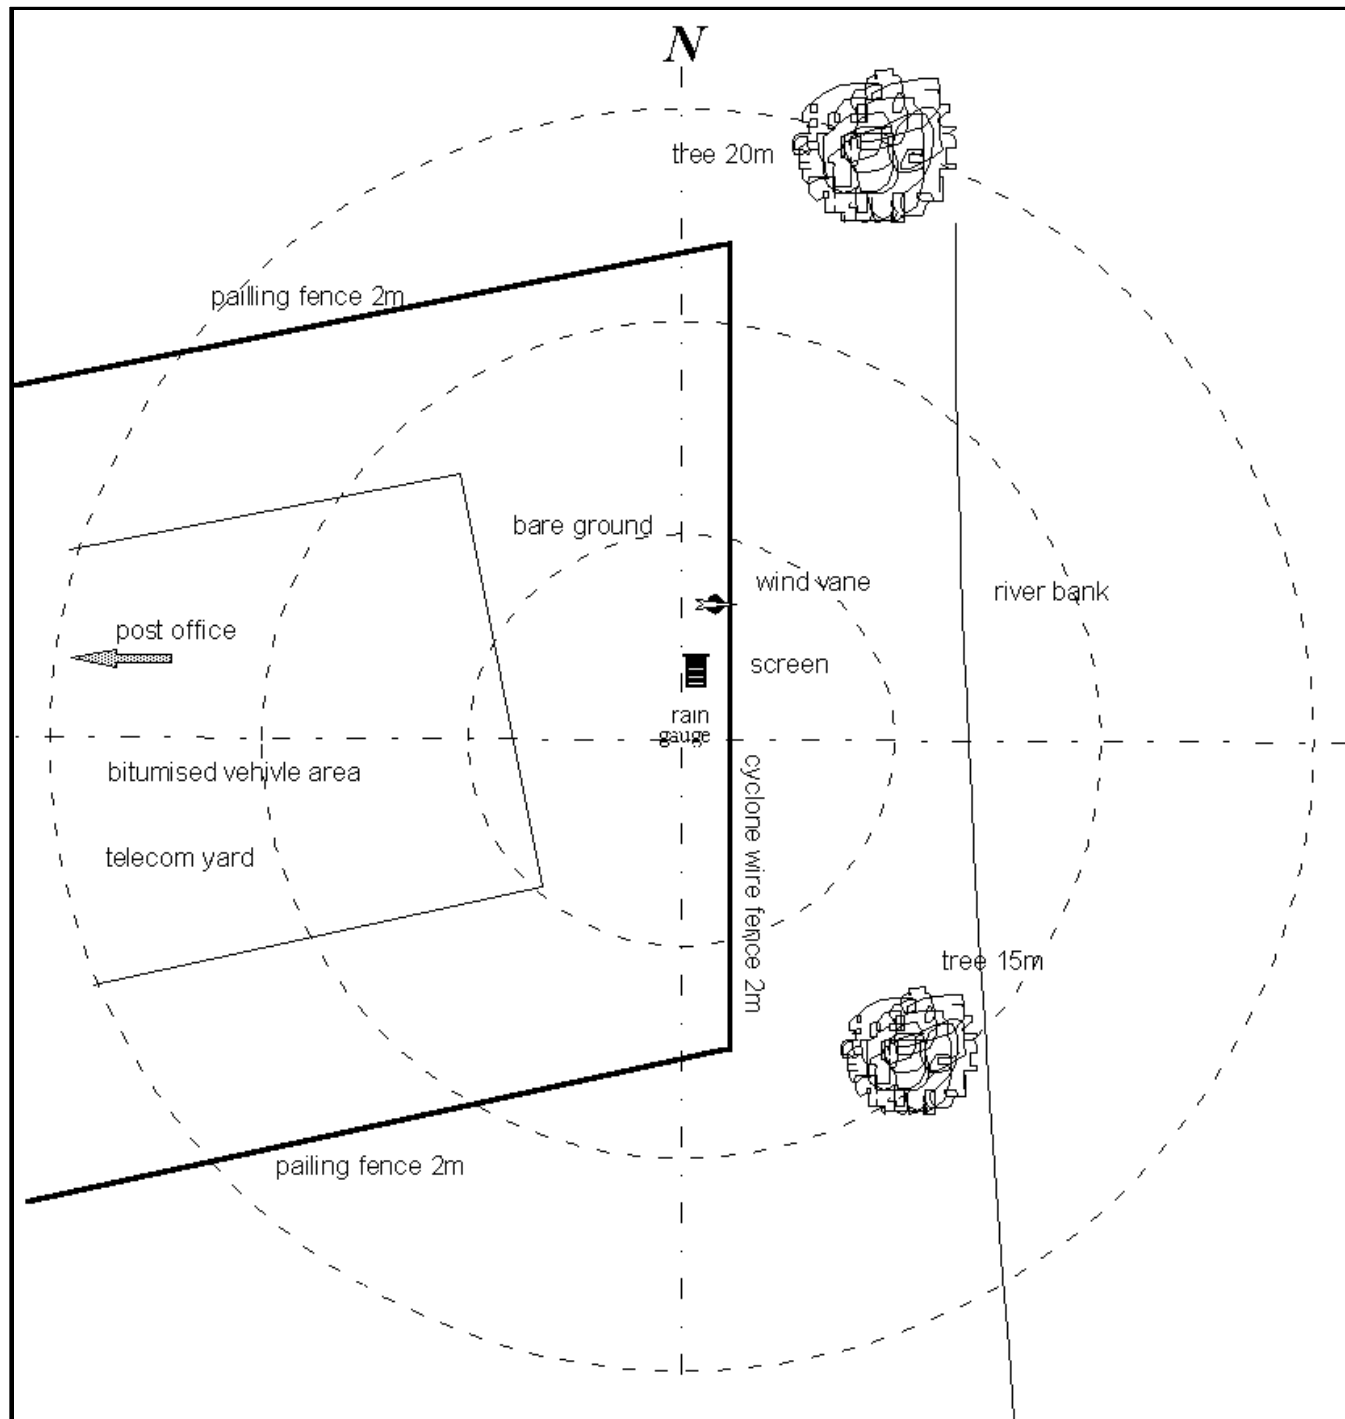 N
tree 20m
pailling fence 2m
bare ground
wind vane
river bank
post office
screen
rain
gauge
bitumised vehivle area
cyclone wire fence 2m
telecom yard
tree 15m
pailing fence 2m